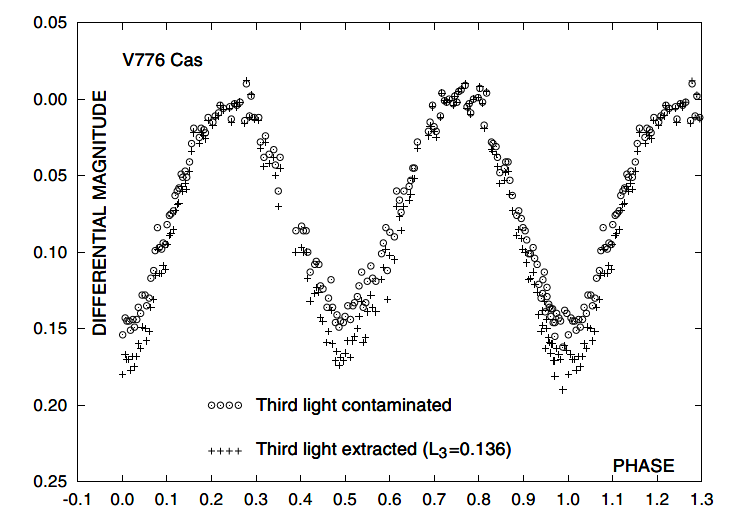 0.05
V776 Cas
0.00
0.05
DIFFERENTIAL MAGNITUDE
0.10
0.15
0.20
Third light contaminated
Third light extracted (L3=0.136)
PHASE
0.25
-0.1 0.0 0.1 0.2 0.3 0.4 0.5 0.6 0.7 0.8 0.9 1.0 1.1 1.2 1.3